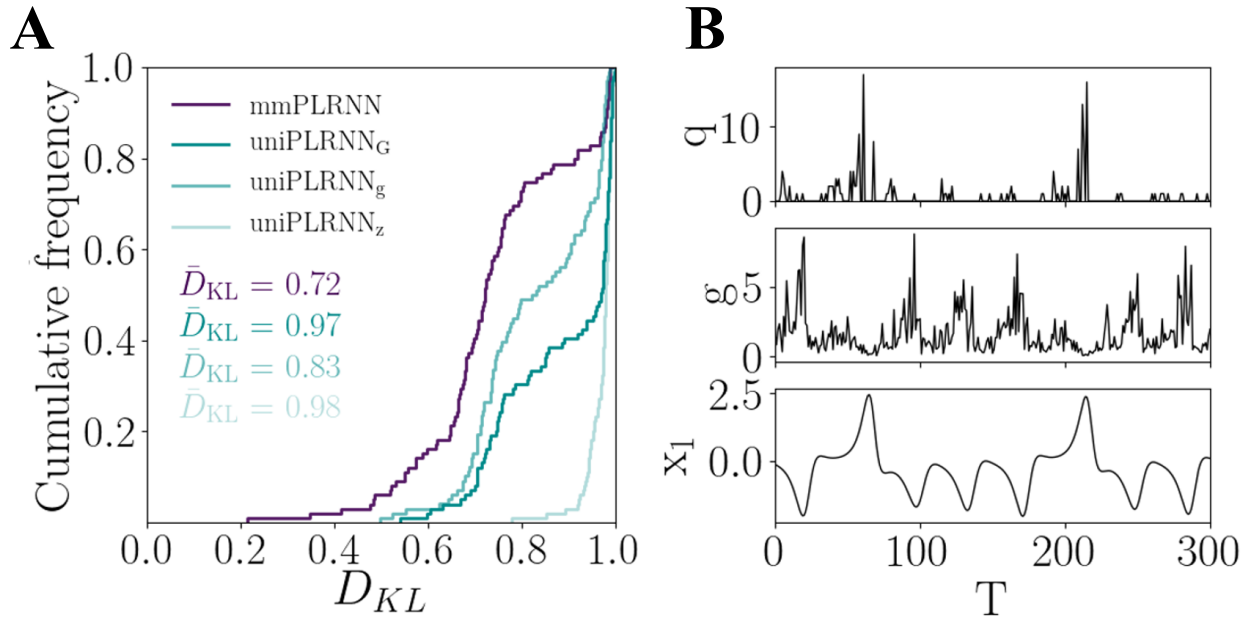 A
Cumulative frequency
1.0
0.8
0.6
0.4
0.2
mmPLRNN
uniPLRNN_G
uniPLRNN_g
uniPLRNN_z
D̄_KL = 0.72
D̄_KL = 0.97
D̄_KL = 0.83
D̄_KL = 0.98
0.0 0.2 0.4 0.6 0.8 1.0
D_KL
B
q
10
0
g
5
0
x_1
2.5
0.0
0 100 200 300
T